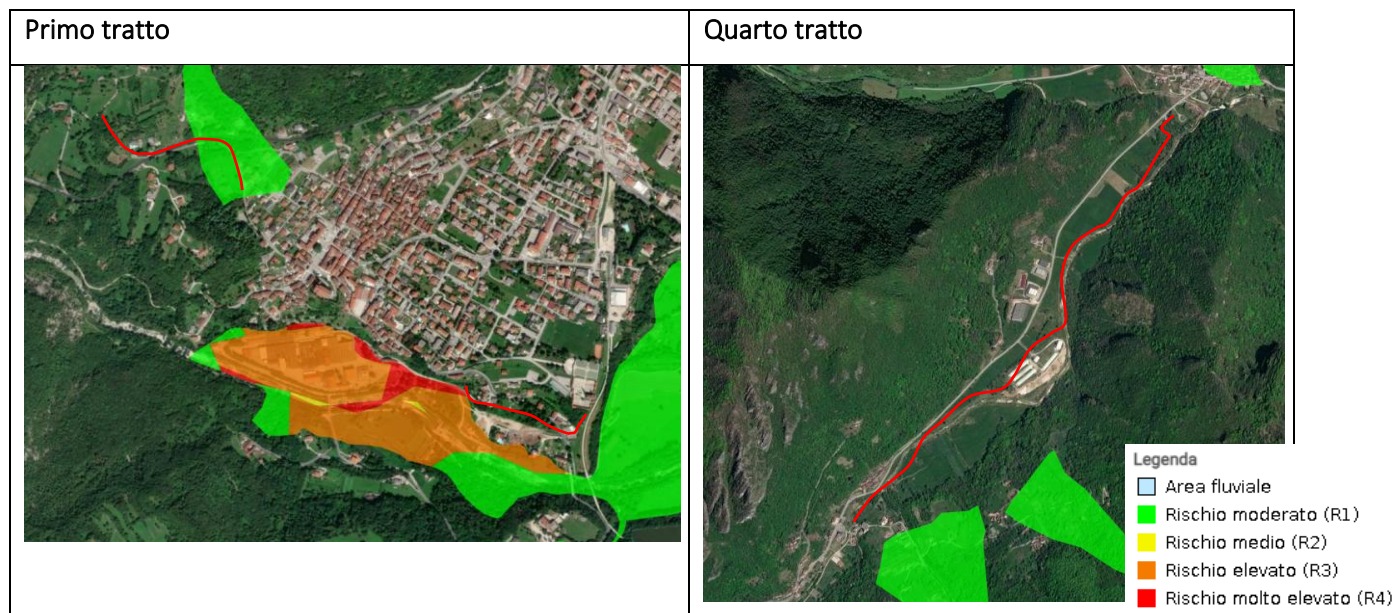 Primo tratto
Quarto tratto
Legenda
Area fluviale
Rischio moderato (R1)
Rischio medio (R2)
Rischio elevato (R3)
Rischio molto elevato (R4)